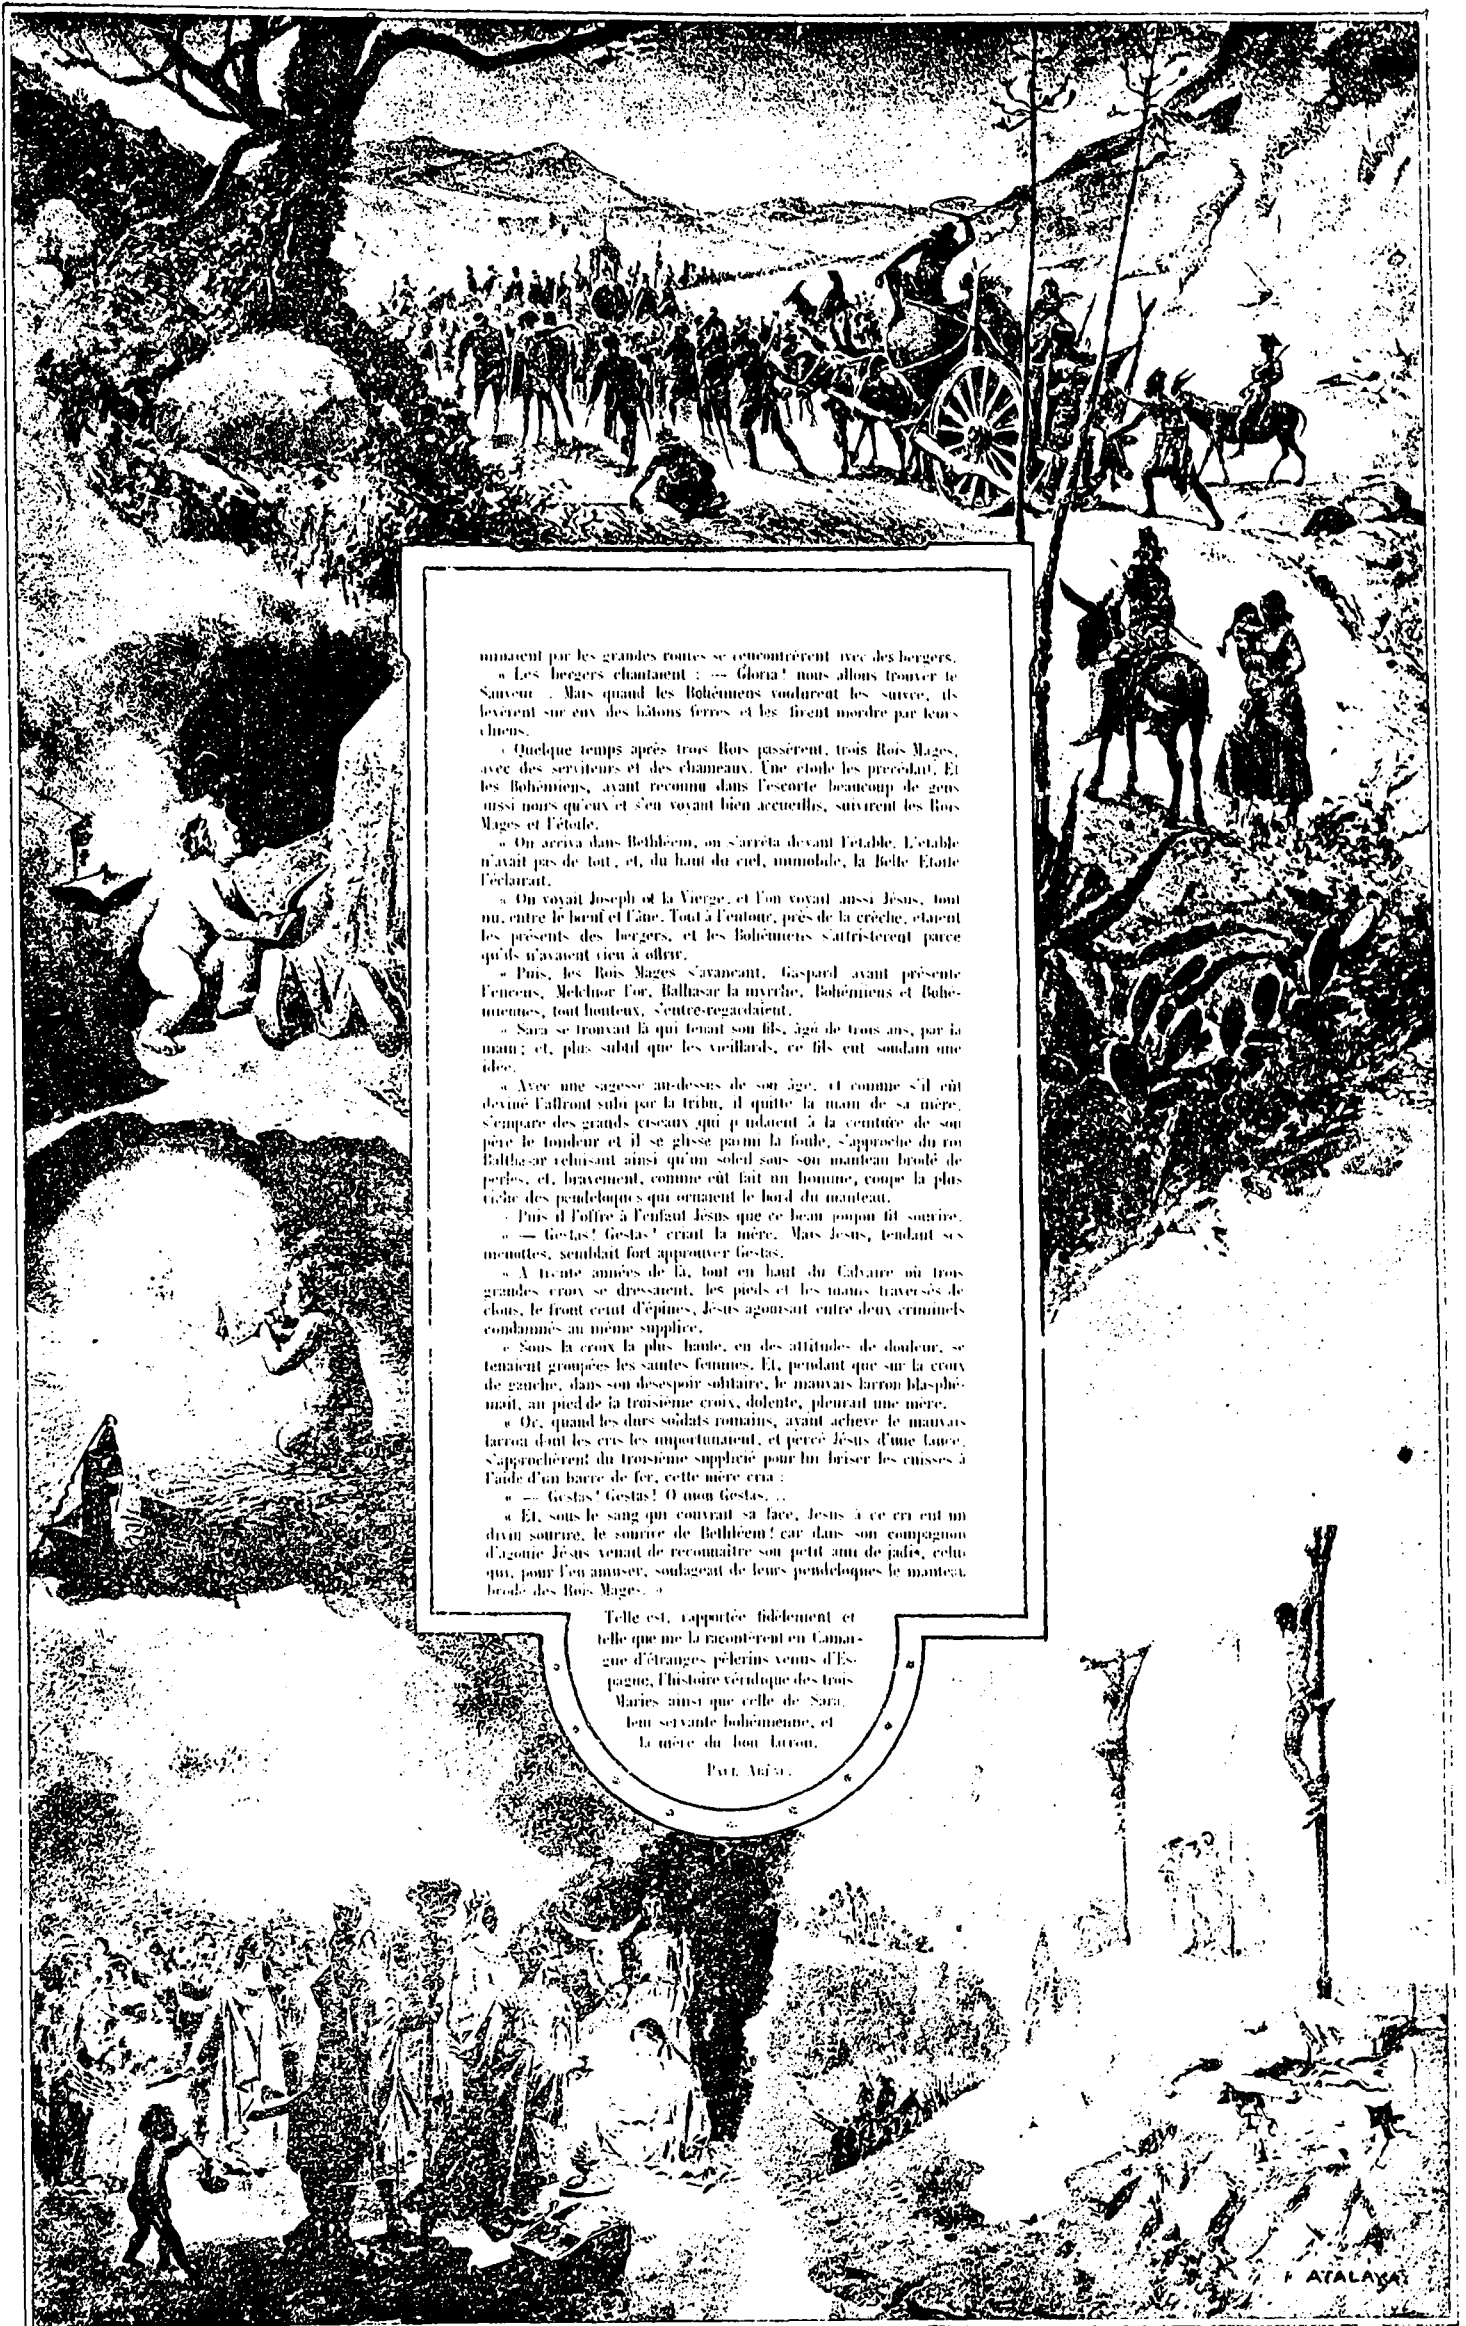 minaient par les grandes routes se rencontrèrent avec des bergers.
« Les bergers chantaient : — Gloria ! nous allons trouver le
Sauveur . Mais quand les Bohémiens voulurent les suivre, ils
levèrent sur eux des bâtons ferrés et les firent mordre par leurs
chiens.
« Quelque temps après trois Rois passèrent, trois Rois Mages,
avec des serviteurs et des chameaux. Une étoile les précédait. Et
les Bohémiens, ayant reconnu dans l'escorte beaucoup de gens
aussi noirs qu'eux et s'en voyant bien accueillis, suivirent les Rois
Mages et l'étoile.
« On arriva dans Bethléem, on s'arrêta devant l'étable. L'étable
n'avait pas de toit, et, du haut du ciel, immobile, la Belle Étoile
l'éclairait.
« On voyait Joseph et la Vierge, et l'on voyait aussi Jésus, tout
nu, entre le bœuf et l'âne. Tout à l'entour, près de la crèche, étaient
les présents des bergers, et les Bohémiens s'attristèrent parce
qu'ils n'avaient rien à offrir.
« Puis, les Rois Mages s'avançant, Gaspard ayant présenté
l'encens, Melchior l'or, Balthasar la myrrhe, Bohémiens et Bohé-
miennes, tout honteux, s'entre-regardaient.
« Sara se trouvait là qui tenait son fils, âgé de trois ans, par la
main ; et, plus subtil que les vieillards, ce fils eut soudain une
idée.
« Avec une sagesse au-dessus de son âge, et comme s'il eût
deviné l'affront subi par la tribu, il quitte la main de sa mère,
s'empare des grands ciseaux qui pendaient à la ceinture de son
père le tondeur et il se glisse parmi la foule, s'approche du roi
Balthasar reluisant ainsi qu'un soleil sous son manteau brodé de
perles, et, bravement, comme eût fait un homme, coupe la plus
riche des pendeloques qui ornaient le bord du manteau.
« Puis il l'offre à l'enfant Jésus que ce beau joujou fit sourire.
« — Gestas ! Gestas ! criait la mère. Mais Jésus, tendant ses
menottes, semblait fort approuver Gestas.
« A trente années de là, tout en haut du Calvaire où trois
grandes croix se dressaient, les pieds et les mains traversés de
clous, le front ceint d'épines, Jésus agonisait entre deux criminels
condamnés au même supplice.
« Sous la croix la plus haute, en des attitudes de douleur, se
tenaient groupées les saintes femmes. Et, pendant que sur la croix
de gauche, dans son désespoir solitaire, le mauvais larron blasphé-
mait, au pied de la troisième croix, dolente, pleurait une mère.
« Or, quand les durs soldats romains, ayant achevé le mauvais
larron dont les cris les importunaient, et percé Jésus d'une lance,
s'approchèrent du troisième supplicié pour lui briser les cuisses à
l'aide d'un barre de fer, cette mère cria :
« — Gestas ! Gestas ! O mon Gestas...
« Et, sous le sang qui couvrait sa face, Jésus à ce cri eut un
divin sourire, le sourire de Bethléem ! car dans son compagnon
d'agonie Jésus venait de reconnaître son petit ami de jadis, celui
qui, pour l'en amuser, soulageait de leurs pendeloques le manteau
brodé des Rois Mages. »
Telle est, rapportée fidèlement et
telle que me la racontèrent en Camar-
gue d'étranges pèlerins venus d'Es-
pagne, l'histoire véridique des trois
Maries ainsi que celle de Sara,
leur servante bohémienne, et
la mère du bon larron.
PAUL ARÈNE.
ATALAYA